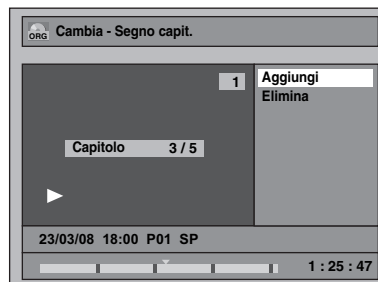 ORG Cambia - Segno capit.
1
Aggiungi
Elimina
Capitolo 3 / 5
23/03/08 18:00 P01 SP
1 : 25 : 47